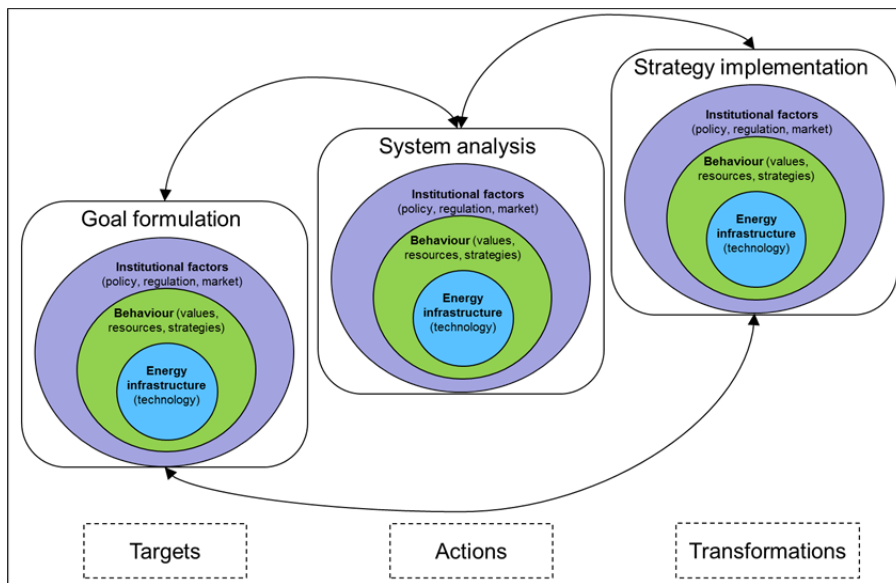 Strategy implementation
Institutional factors
(policy, regulation, market)
Behaviour (values,
resources, strategies)
Energy
infrastructure
(technology)
System analysis
Institutional factors
(policy, regulation, market)
Behaviour (values,
resources, strategies)
Energy
infrastructure
(technology)
Goal formulation
Institutional factors
(policy, regulation, market)
Behaviour (values,
resources, strategies)
Energy
infrastructure
(technology)
Targets
Actions
Transformations